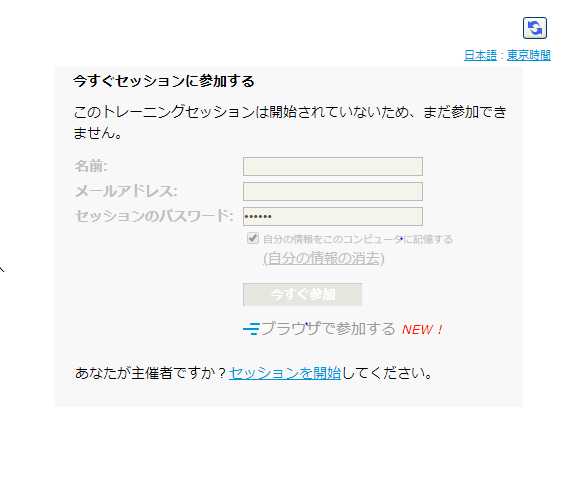 日本語 : 東京時間
今すぐセッションに参加する
このトレーニングセッションは開始されていないため、まだ参加でき
ません。
名前:
メールアドレス:
セッションのパスワード: ••••••
自分の情報をこのコンピュータに記憶する
(自分の情報の消去)
今すぐ参加
ブラウザで参加する NEW !
あなたが主催者ですか？セッションを開始してください。